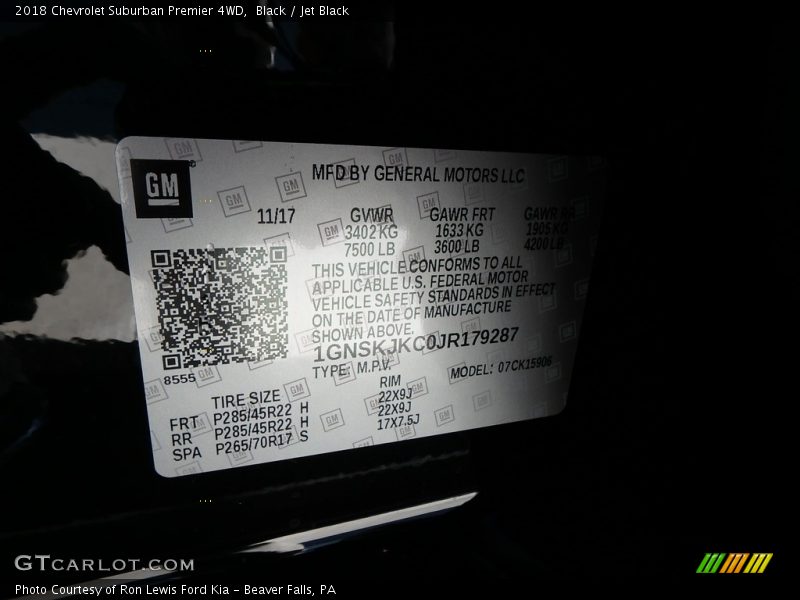 2018 Chevrolet Suburban Premier 4WD,  Black / Jet Black
GM
MFD BY GENERAL MOTORS LLC
11/17 GVWR GAWR FRT GAWR RR
3402 KG 1633 KG 1905 KG
7500 LB 3600 LB 4200 LB
THIS VEHICLE CONFORMS TO ALL
APPLICABLE U.S. FEDERAL MOTOR
VEHICLE SAFETY STANDARDS IN EFFECT
ON THE DATE OF MANUFACTURE
SHOWN ABOVE.
1GNSKJKC0JR179287
8555 TYPE: M.P.V. MODEL: 07CK15906
TIRE SIZE RIM
FRT P285/45R22 H 22X9J
RR P285/45R22 H 22X9J
SPA P265/70R17 S 17X7.5J
GTCARLOT.COM
Photo Courtesy of Ron Lewis Ford Kia – Beaver Falls, PA